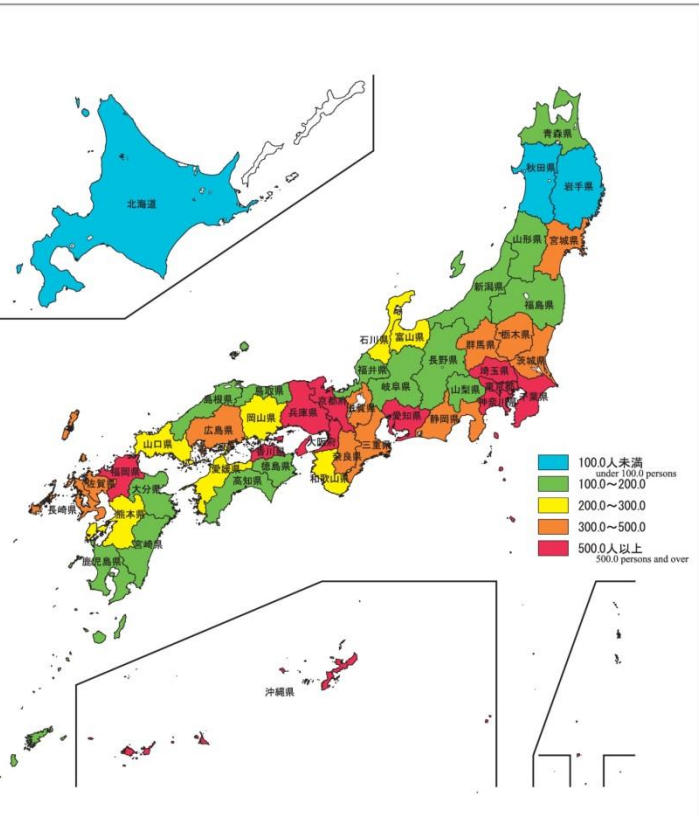 北海道
青森県
秋田県
岩手県
山形県
宮城県
新潟県
福島県
石川県
富山県
群馬県
栃木県
茨城県
福井県
長野県
埼玉県
岐阜県
山梨県
東京都
千葉県
神奈川県
島根県
鳥取県
京都府
滋賀県
愛知県
静岡県
岡山県
兵庫県
広島県
山口県
大阪府
三重県
香川県
奈良県
福岡県
愛媛県
徳島県
和歌山県
佐賀県
大分県
高知県
長崎県
熊本県
宮崎県
鹿児島県
沖縄県
100.0人未満
under 100.0 persons
100.0～200.0
200.0～300.0
300.0～500.0
500.0人以上
500.0 persons and over